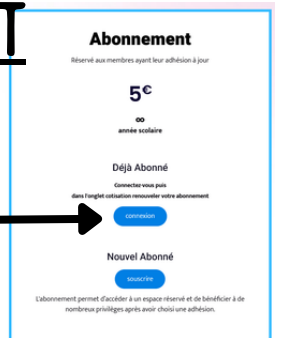 T
Abonnement
Réservé aux membres ayant leur adhésion à jour
5€
∞
année scolaire
Déjà Abonné
Connectez vous puis
dans l'onglet cotisation renouveler votre abonnement
connexion
Nouvel Abonné
souscrire
L'abonnement permet d'accéder à un espace réservé et de bénéficier à de
nombreux privilèges après avoir choisi une adhésion.